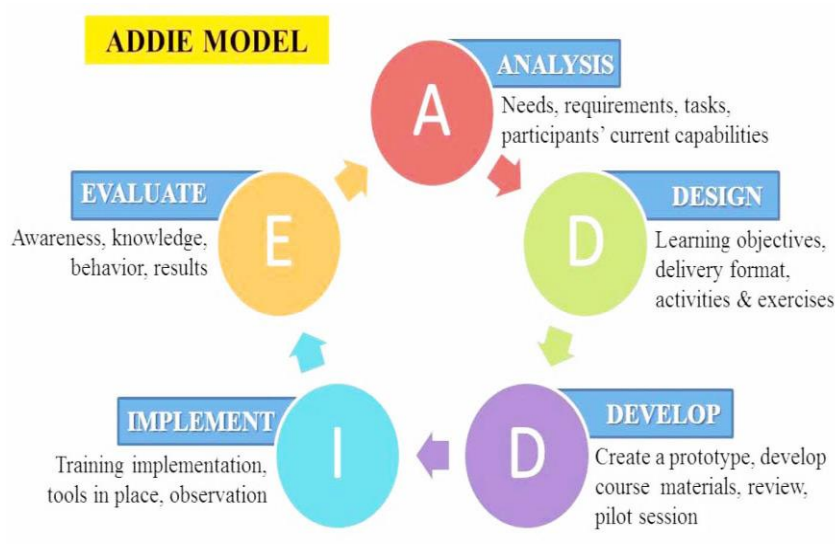 ADDIE MODEL
A
ANALYSIS
Needs, requirements, tasks,
participants' current capabilities
D
DESIGN
Learning objectives,
delivery format,
activities & exercises
D
DEVELOP
Create a prototype, develop
course materials, review,
pilot session
I
IMPLEMENT
Training implementation,
tools in place, observation
E
EVALUATE
Awareness, knowledge,
behavior, results